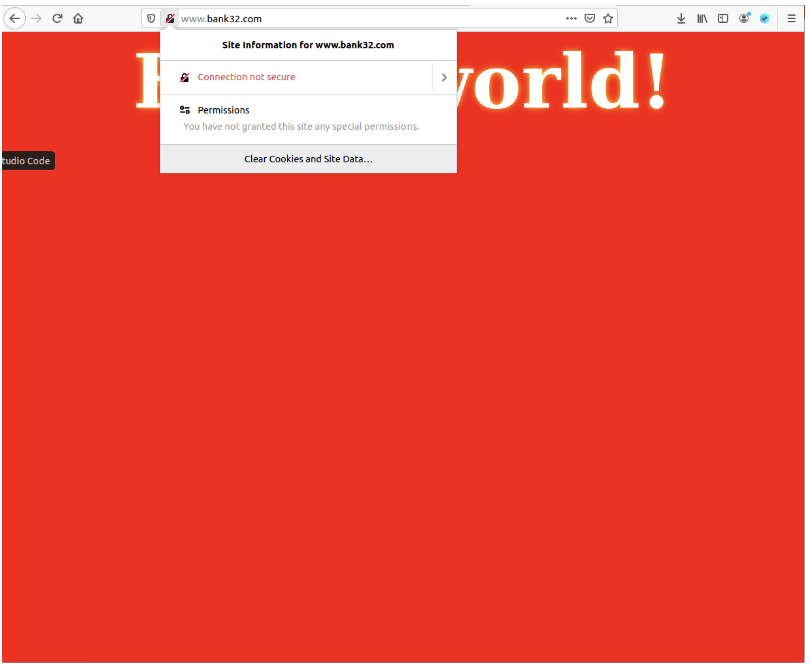 www.bank32.com
Site Information for www.bank32.com
Connection not secure
Permissions
You have not granted this site any special permissions.
Clear Cookies and Site Data...
world!
tudio Code